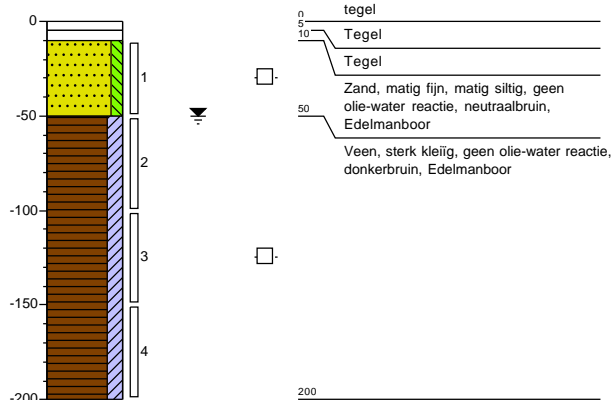 0
-50
-100
-150
-200
1
2
3
4
0
tegel
5
Tegel
10
Tegel
Zand, matig fijn, matig siltig, geen
olie-water reactie, neutraalbruin,
Edelmanboor
50
Veen, sterk kleiïg, geen olie-water reactie,
donkerbruin, Edelmanboor
200